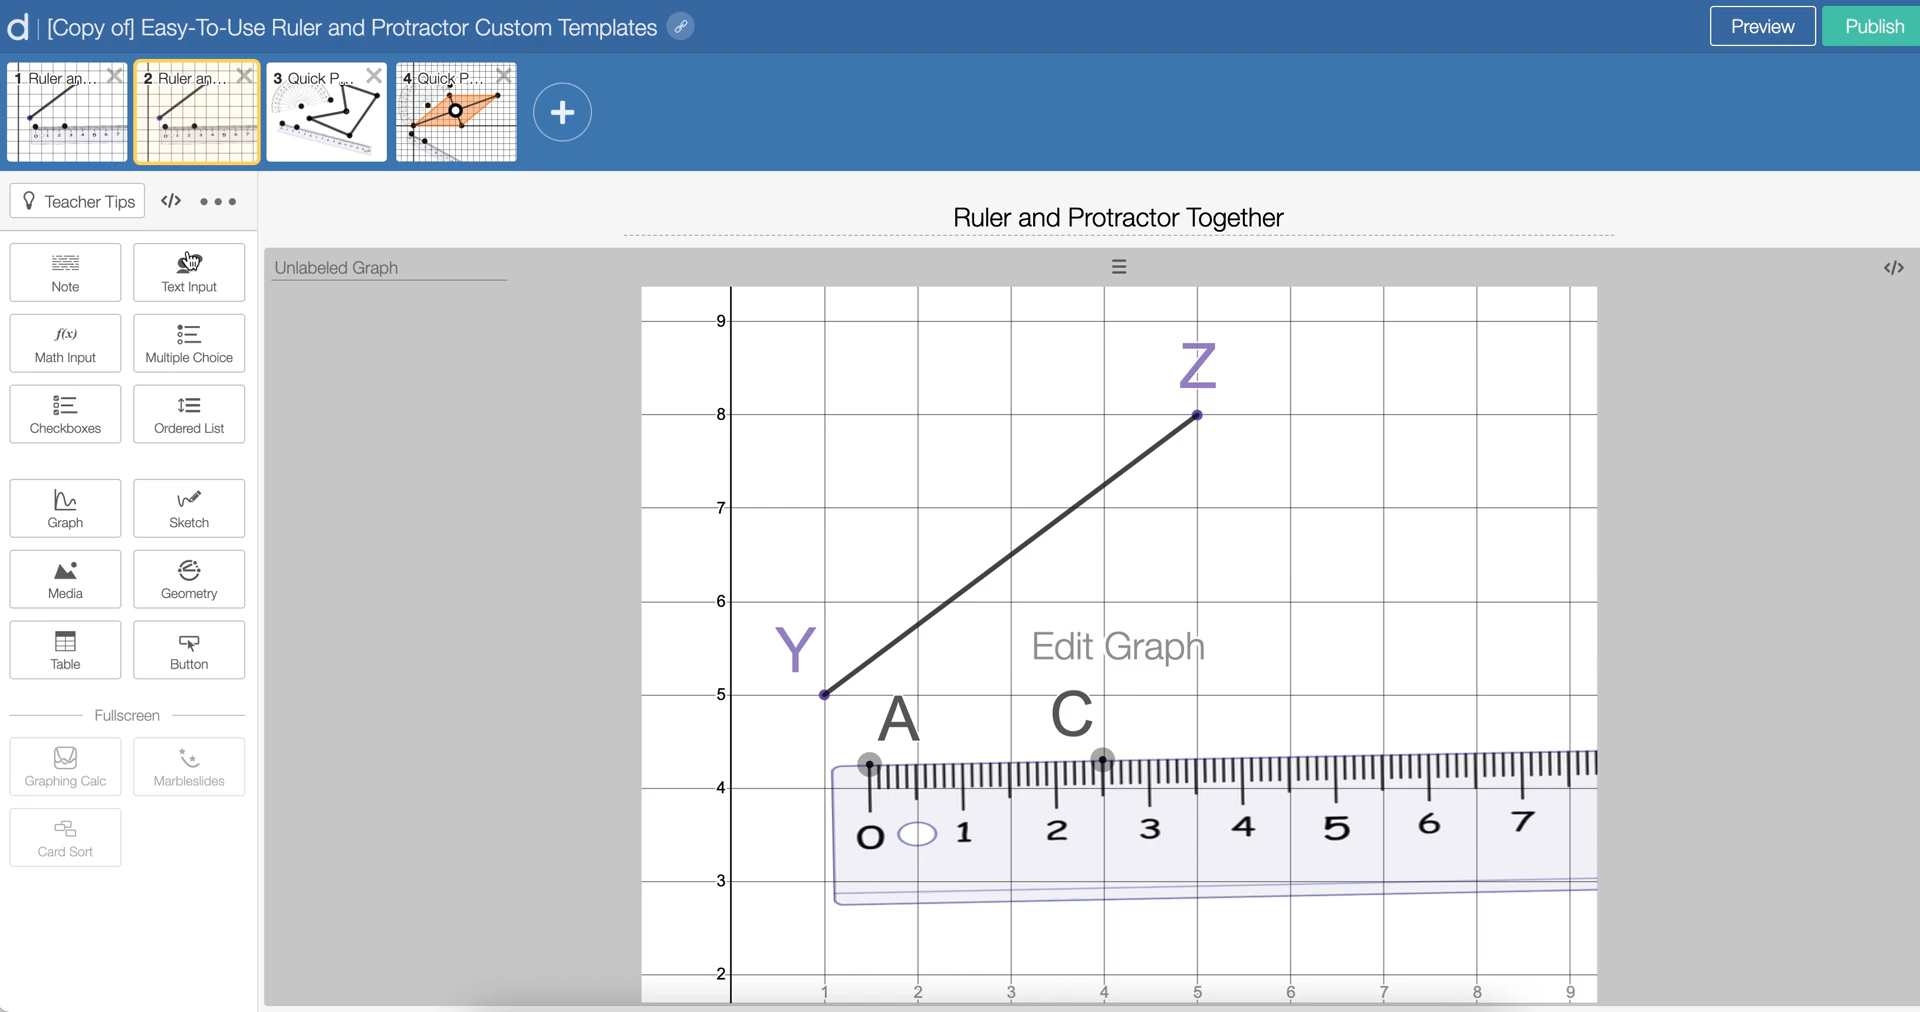 d | [Copy of] Easy-To-Use Ruler and Protractor Custom Templates
Preview
Publish
1 Ruler an...
2 Ruler an...
3 Quick P...
4 Quick P...
+
Teacher Tips
</>
Ruler and Protractor Together
Note
Text Input
Unlabeled Graph
</>
f(x)
Math Input
Multiple Choice
Checkboxes
Ordered List
Graph
Sketch
Media
Geometry
Table
Button
Fullscreen
Graphing Calc
Marbleslides
Card Sort
9
Z
8
7
6
Y
Edit Graph
5
A
C
4
0 1 2 3 4 5 6 7
3
2
1 2 3 4 5 6 7 8 9